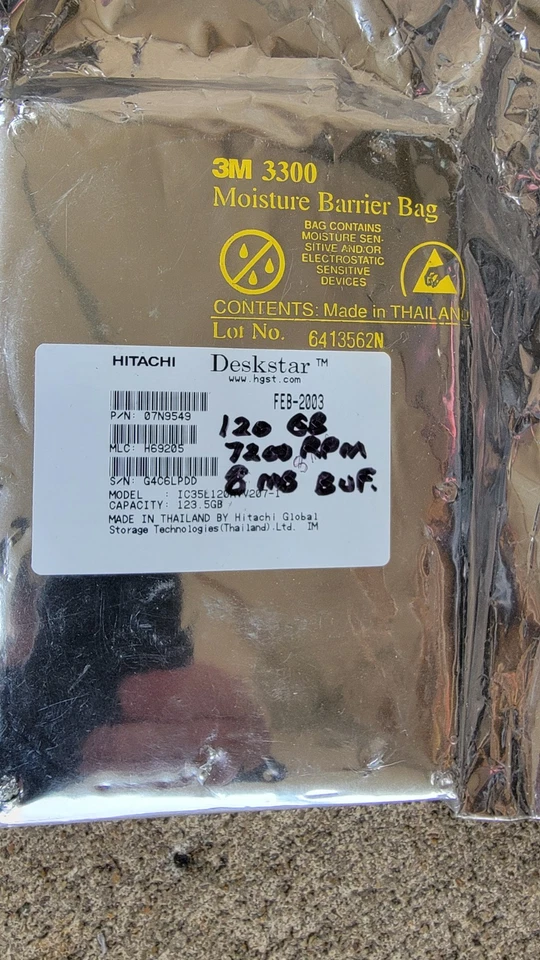 3M 3300
Moisture Barrier Bag
BAG CONTAINS
MOISTURE SEN-
SITIVE AND/OR
ELECTROSTATIC
SENSITIVE
DEVICES
CONTENTS: Made in THAILAND
Lot No. 6413562N
HITACHI Deskstar™
www.hgst.com
FEB-2003
P/N: 07N9549
120 GB
MLC: H69205
7200 RPM
S/N: G4C6LPDD
8 MB BUF.
MODEL :
CAPACITY: 123.5GB
MADE IN THAILAND BY Hitachi Global
Storage Technologies(Thailand).Ltd. IM